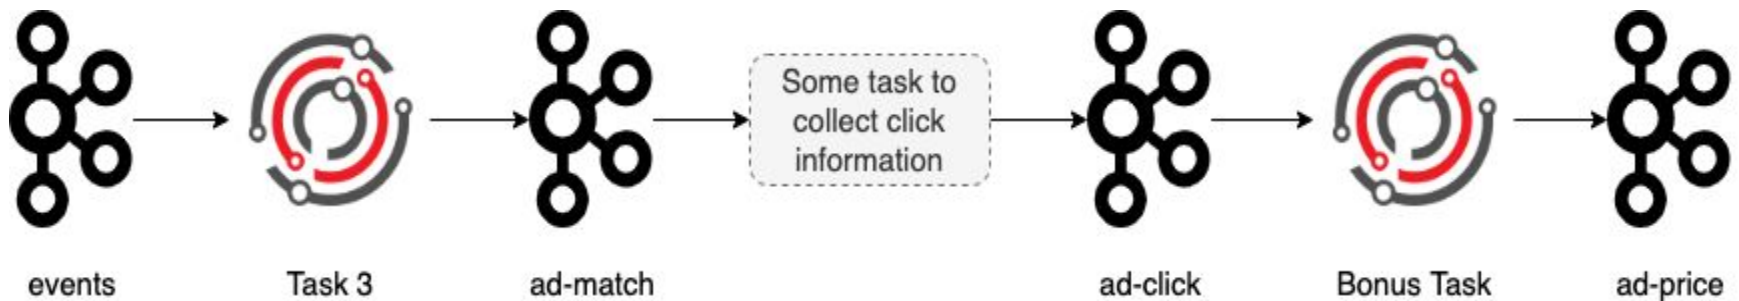 Some task to
collect click
information
events
Task 3
ad-match
ad-click
Bonus Task
ad-price